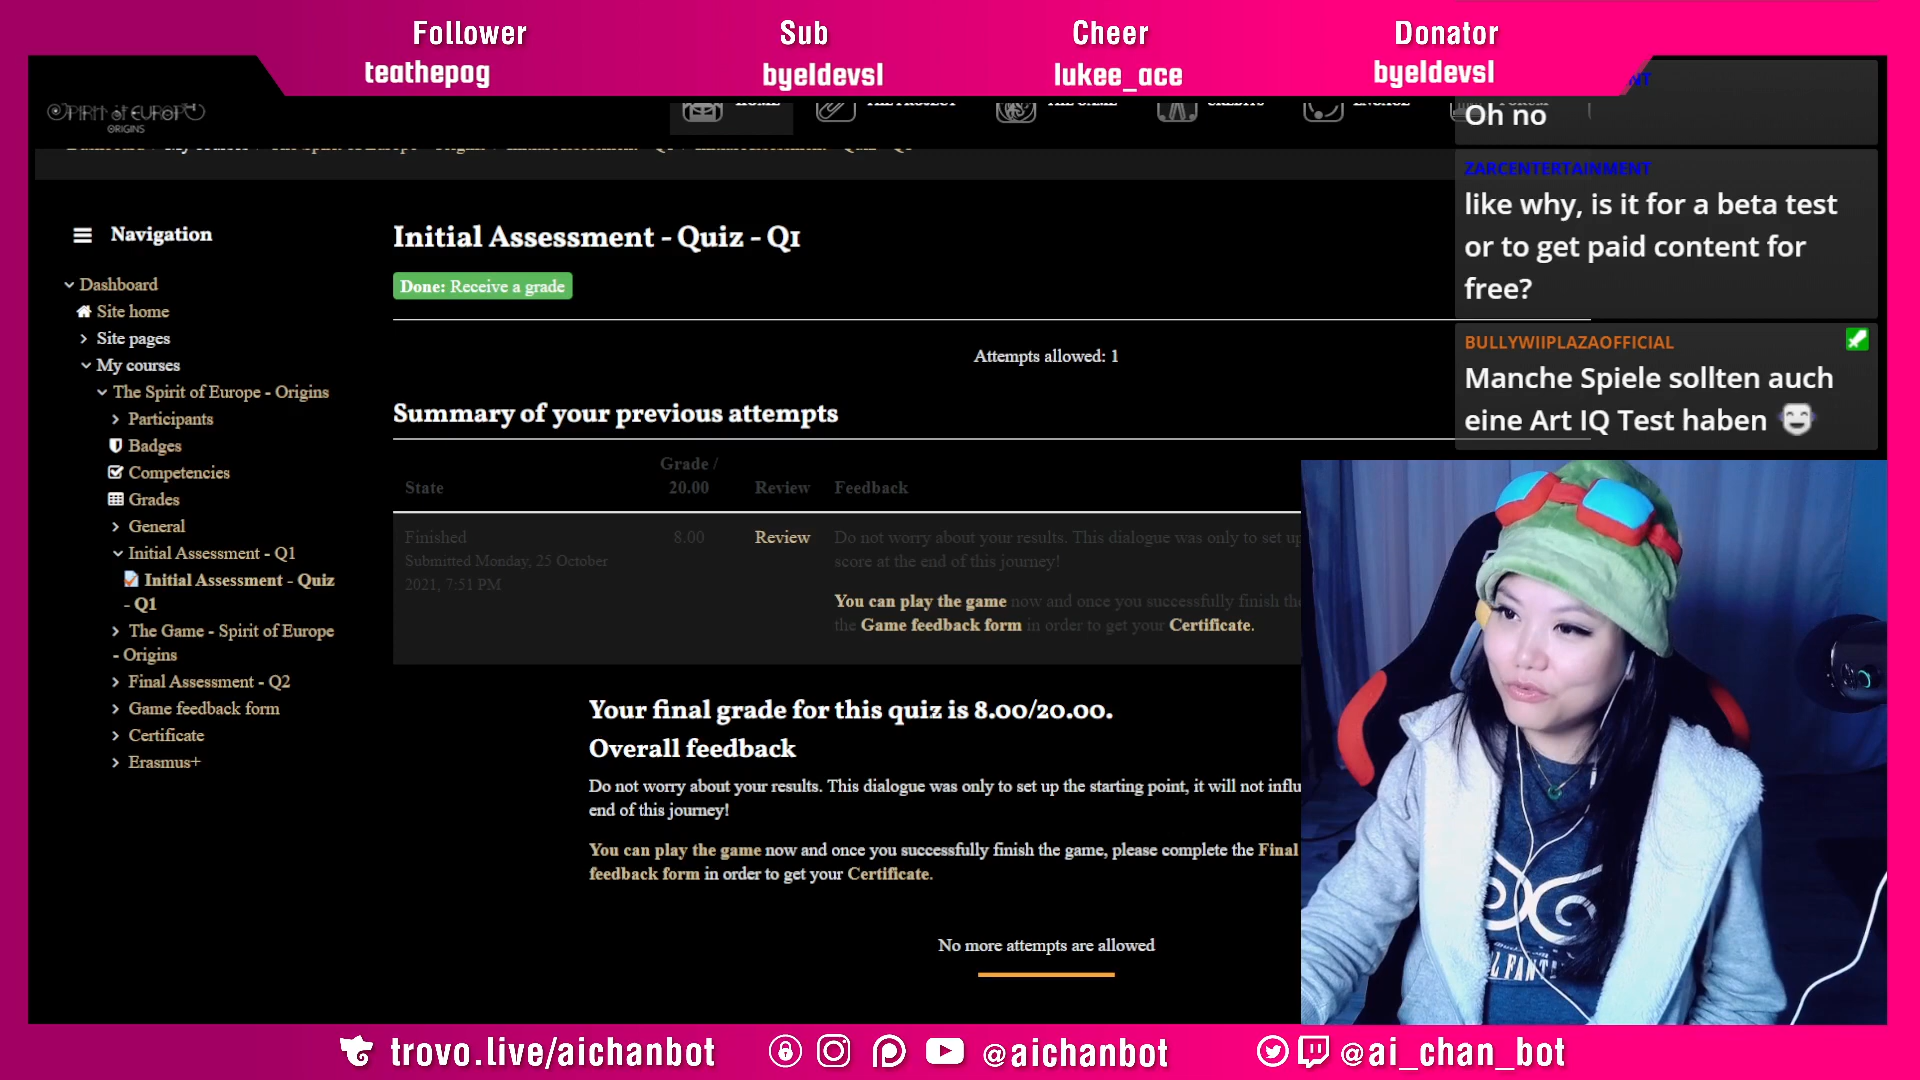 Follower
teathepog
Sub
byeldevsl
Cheer
lukee_ace
Donator
byeldevsl
SPIRIT of EUROPE
ORIGINS
HOME
THE PROJECT
THE GAME
CREDITS
Oh no
ZARCENTERTAINMENT
like why, is it for a beta test
or to get paid content for
free?
BULLYWIIPLAZAOFFICIAL
Manche Spiele sollten auch
eine Art IQ Test haben
Navigation
Dashboard
Site home
Site pages
My courses
The Spirit of Europe - Origins
Participants
Badges
Competencies
Grades
General
Initial Assessment - Q1
Initial Assessment - Quiz
- Q1
The Game - Spirit of Europe
- Origins
Final Assessment - Q2
Game feedback form
Certificate
Erasmus+
Initial Assessment - Quiz - Q1
Done: Receive a grade
Attempts allowed: 1
Summary of your previous attempts
State
Grade /
20.00
Review
Feedback
Finished
Submitted Monday, 25 October
2021, 7:51 PM
8.00
Review
Do not worry about your results. This dialogue was only to set up
score at the end of this journey!
You can play the game now and once you successfully finish the
the Game feedback form in order to get your Certificate.
Your final grade for this quiz is 8.00/20.00.
Overall feedback
Do not worry about your results. This dialogue was only to set up the starting point, it will not influ
end of this journey!
You can play the game now and once you successfully finish the game, please complete the Final
feedback form in order to get your Certificate.
No more attempts are allowed
trovo.live/aichanbot
@aichanbot
@ai_chan_bot